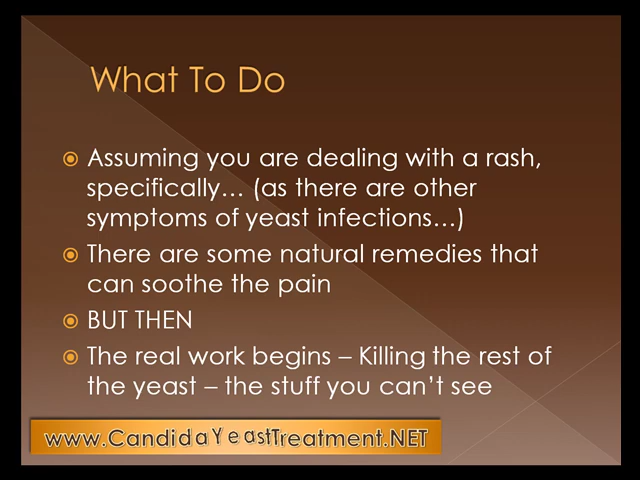 What To Do
Assuming you are dealing with a rash,
specifically… (as there are other
symptoms of yeast infections…)
There are some natural remedies that
can soothe the pain
BUT THEN
The real work begins – Killing the rest of
the yeast – the stuff you can't see
www.CandidaYeastTreatment.NET